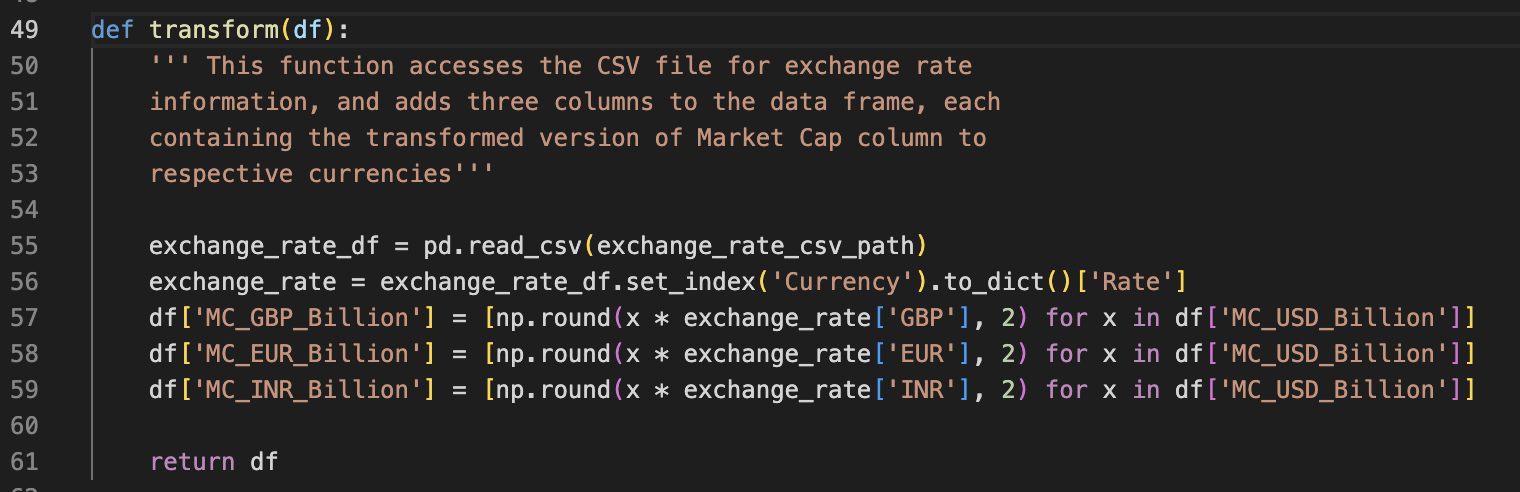 49 def transform(df):
50 ''' This function accesses the CSV file for exchange rate
51 information, and adds three columns to the data frame, each
52 containing the transformed version of Market Cap column to
53 respective currencies'''
54
55 exchange_rate_df = pd.read_csv(exchange_rate_csv_path)
56 exchange_rate = exchange_rate_df.set_index('Currency').to_dict()['Rate']
57 df['MC_GBP_Billion'] = [np.round(x * exchange_rate['GBP'], 2) for x in df['MC_USD_Billion']]
58 df['MC_EUR_Billion'] = [np.round(x * exchange_rate['EUR'], 2) for x in df['MC_USD_Billion']]
59 df['MC_INR_Billion'] = [np.round(x * exchange_rate['INR'], 2) for x in df['MC_USD_Billion']]
60
61 return df